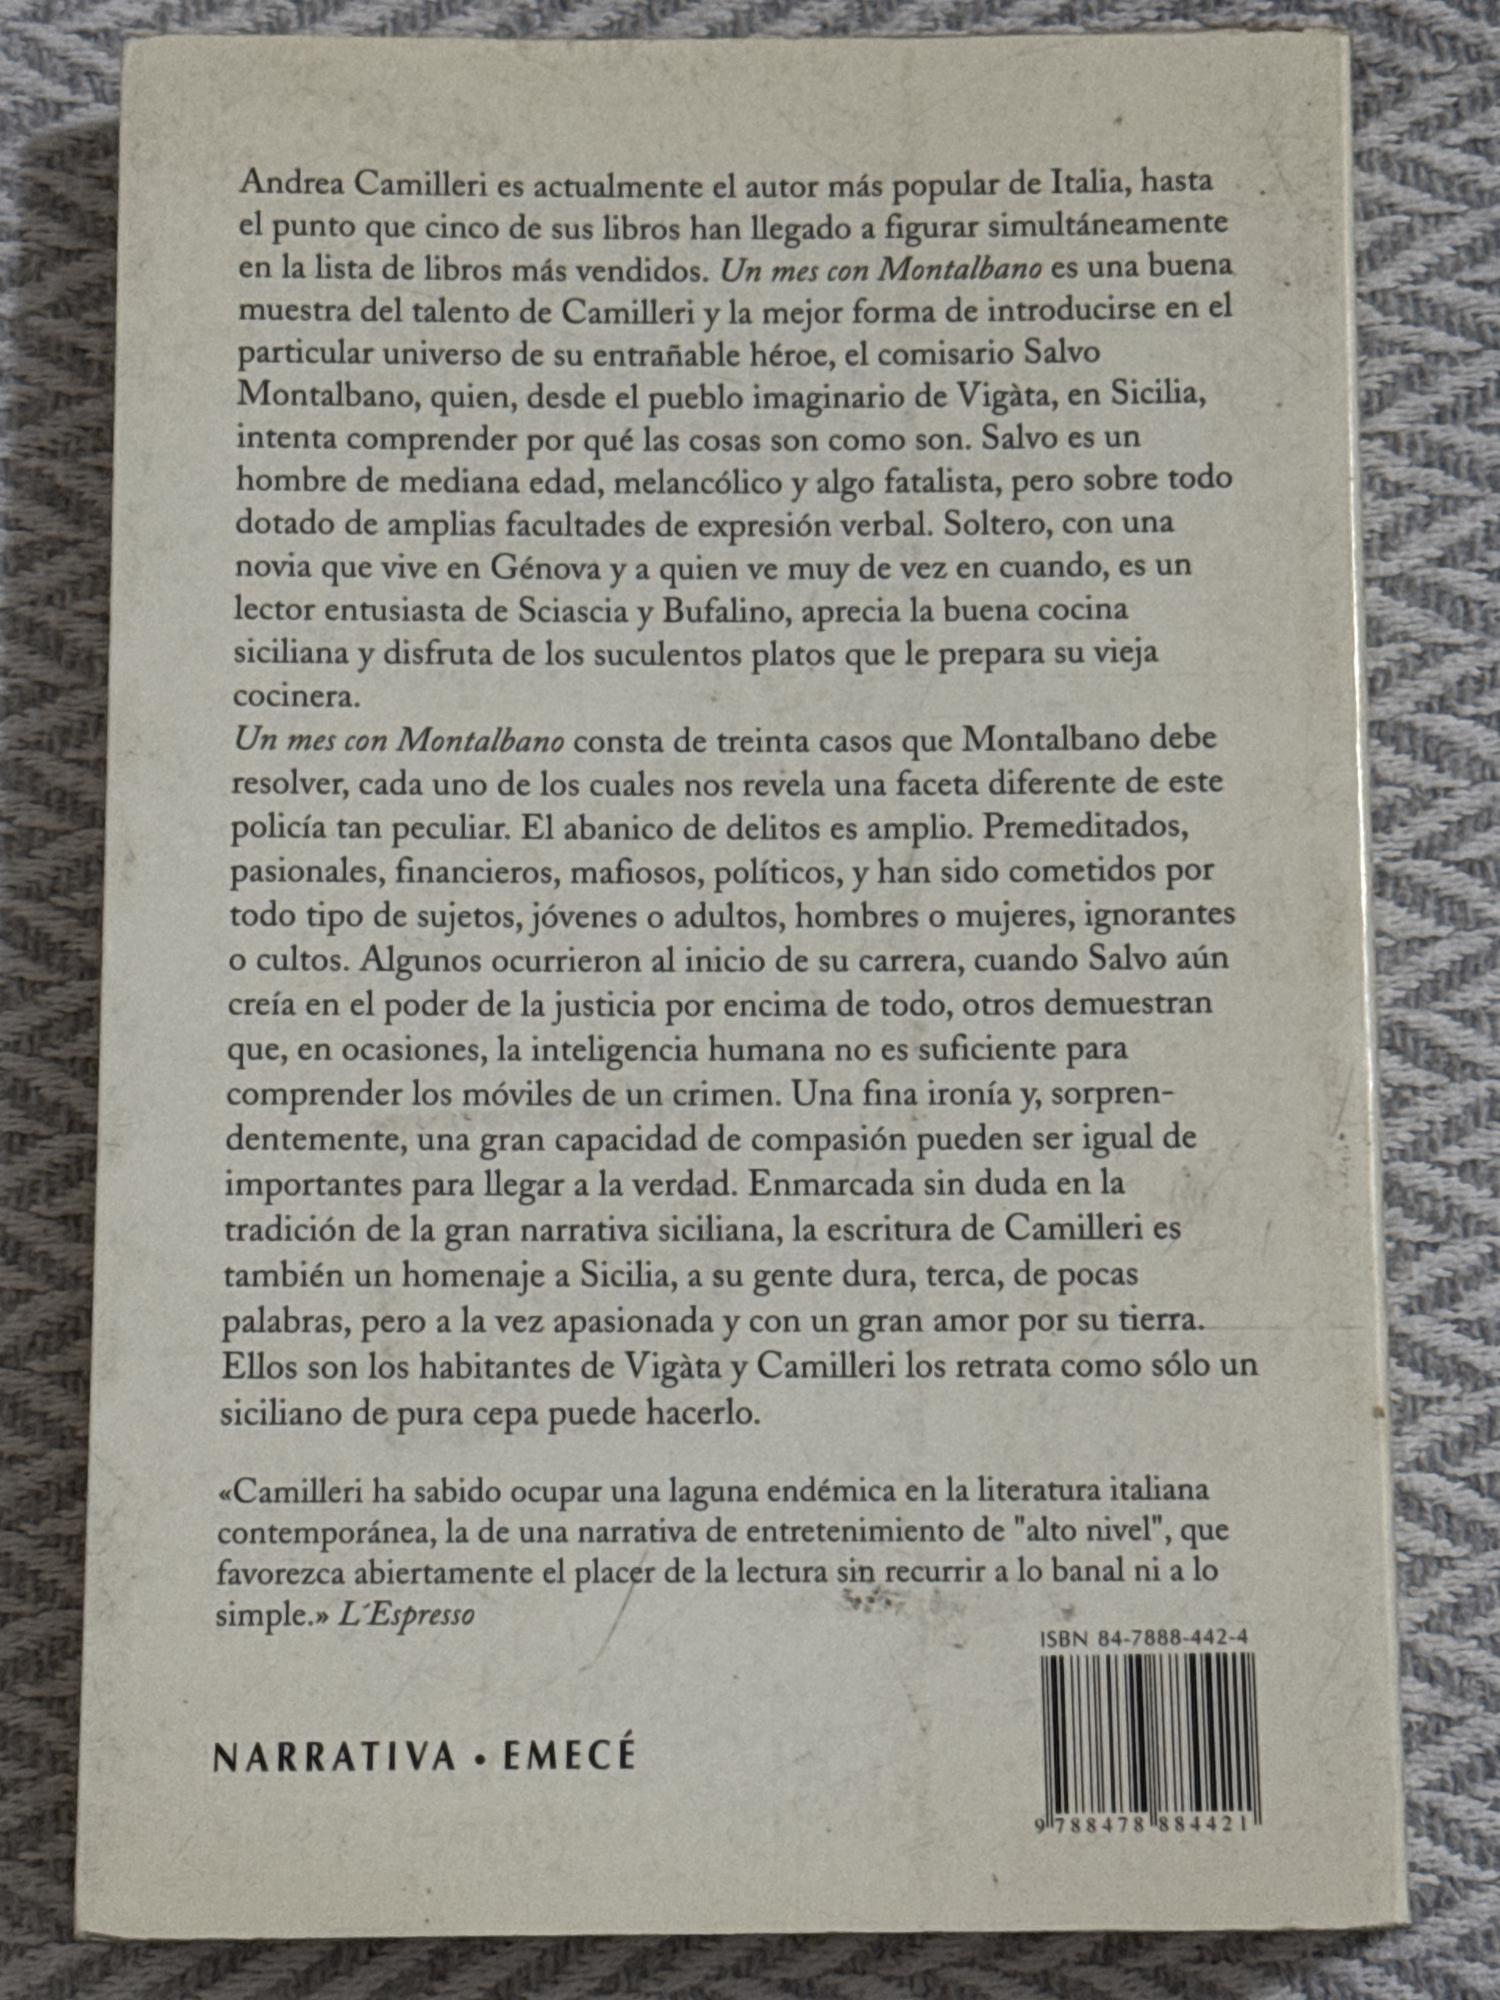 Andrea Camilleri es actualmente el autor más popular de Italia, hasta
el punto que cinco de sus libros han llegado a figurar simultáneamente
en la lista de libros más vendidos. Un mes con Montalbano es una buena
muestra del talento de Camilleri y la mejor forma de introducirse en el
particular universo de su entrañable héroe, el comisario Salvo
Montalbano, quien, desde el pueblo imaginario de Vigàta, en Sicilia,
intenta comprender por qué las cosas son como son. Salvo es un
hombre de mediana edad, melancólico y algo fatalista, pero sobre todo
dotado de amplias facultades de expresión verbal. Soltero, con una
novia que vive en Génova y a quien ve muy de vez en cuando, es un
lector entusiasta de Sciascia y Bufalino, aprecia la buena cocina
siciliana y disfruta de los suculentos platos que le prepara su vieja
cocinera.
Un mes con Montalbano consta de treinta casos que Montalbano debe
resolver, cada uno de los cuales nos revela una faceta diferente de este
policía tan peculiar. El abanico de delitos es amplio. Premeditados,
pasionales, financieros, mafiosos, políticos, y han sido cometidos por
todo tipo de sujetos, jóvenes o adultos, hombres o mujeres, ignorantes
o cultos. Algunos ocurrieron al inicio de su carrera, cuando Salvo aún
creía en el poder de la justicia por encima de todo, otros demuestran
que, en ocasiones, la inteligencia humana no es suficiente para
comprender los móviles de un crimen. Una fina ironía y, sorpren-
dentemente, una gran capacidad de compasión pueden ser igual de
importantes para llegar a la verdad. Enmarcada sin duda en la
tradición de la gran narrativa siciliana, la escritura de Camilleri es
también un homenaje a Sicilia, a su gente dura, terca, de pocas
palabras, pero a la vez apasionada y con un gran amor por su tierra.
Ellos son los habitantes de Vigàta y Camilleri los retrata como sólo un
siciliano de pura cepa puede hacerlo.
«Camilleri ha sabido ocupar una laguna endémica en la literatura italiana
contemporánea, la de una narrativa de entretenimiento de "alto nivel", que
favorezca abiertamente el placer de la lectura sin recurrir a lo banal ni a lo
simple.» L´Espresso
ISBN 84-7888-442-4
NARRATIVA • EMECÉ
9 788478 884421